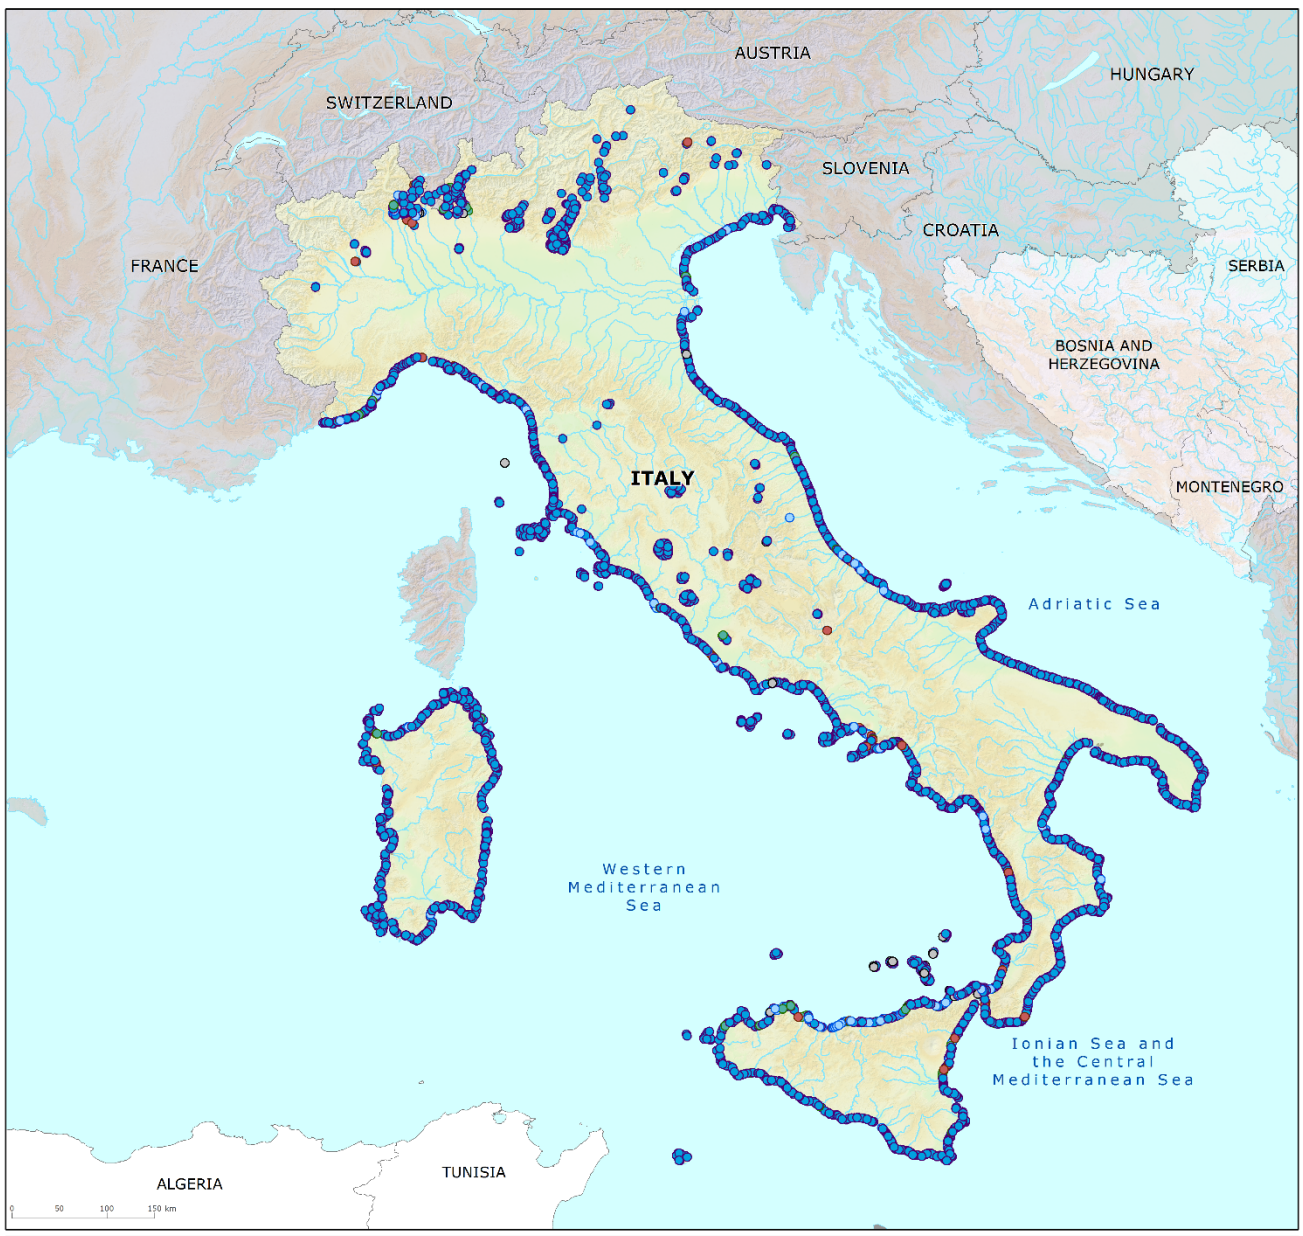 AUSTRIA
HUNGARY
SWITZERLAND
SLOVENIA
CROATIA
FRANCE
SERBIA
BOSNIA AND
HERZEGOVINA
ITALY
MONTENEGRO
Adriatic Sea
Western
Mediterranean
Sea
Ionian Sea and
the Central
Mediterranean Sea
TUNISIA
ALGERIA
0 50 100 150 km